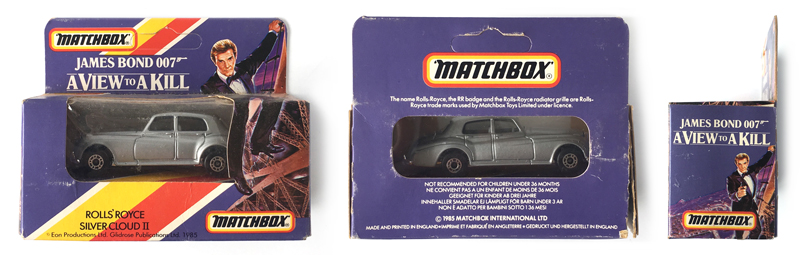 MATCHBOX
JAMES BOND 007
A VIEW TO A KILL
ROLLS ROYCE
SILVER CLOUD II
© Eon Productions Ltd. Glidrose Publications Ltd. 1985
MATCHBOX
MATCHBOX
The name Rolls-Royce, the RR badge and the Rolls-Royce radiator grille are Rolls-
Royce trade marks used by Matchbox Toys Limited under licence.
NOT RECOMMENDED FOR CHILDREN UNDER 36 MONTHS
NE CONVIENT PAS A UN ENFANT DE MOINS DE 36 MOIS
GEEIGNET FÜR KINDER AB DREI JAHRE
INNEHALLER SMADELAR EJ LÄMPLIGT FÖR BARN UNDER 3 AR
NON È ADATTO PER BAMBINI SOTTO I 36 MESI
© 1985 MATCHBOX INTERNATIONAL LTD
MADE AND PRINTED IN ENGLAND • IMPRIME ET FABRIQUÉ EN ANGLETERRE • GEDRUCKT UND HERGESTELLT IN ENGLAND
JAMES BOND 007
A VIEW TO A KILL
MATCHBOX